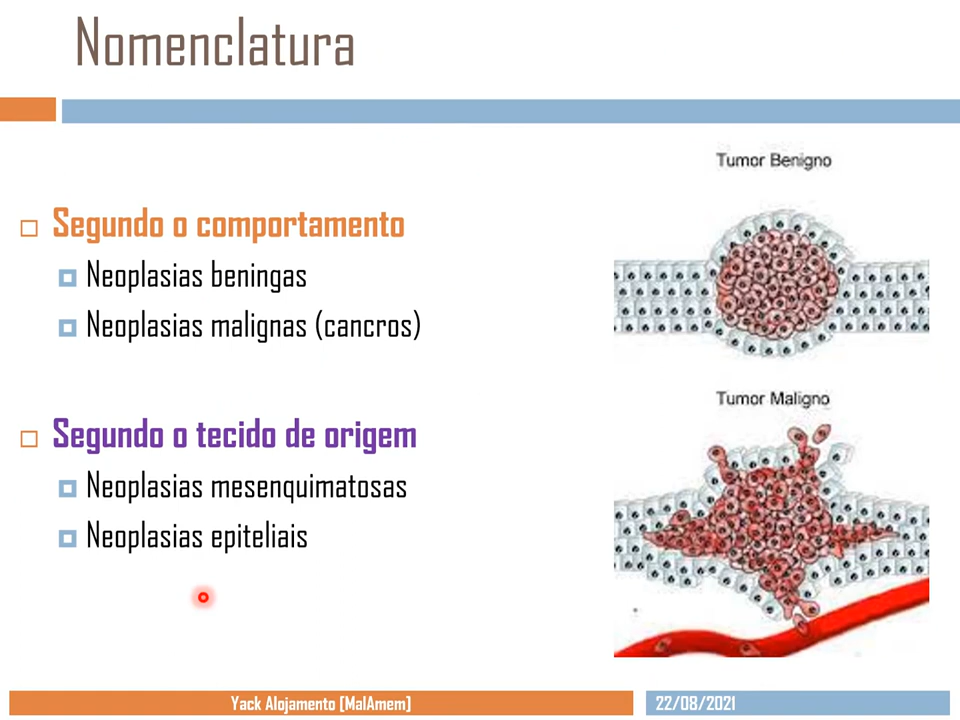 Nomenclatura
Tumor Benigno
Segundo o comportamento
Neoplasias beningas
Neoplasias malignas (cancros)
Tumor Maligno
Segundo o tecido de origem
Neoplasias mesenquimatosas
Neoplasias epiteliais
Yack Alojamento [MalAmem]
22/08/2021